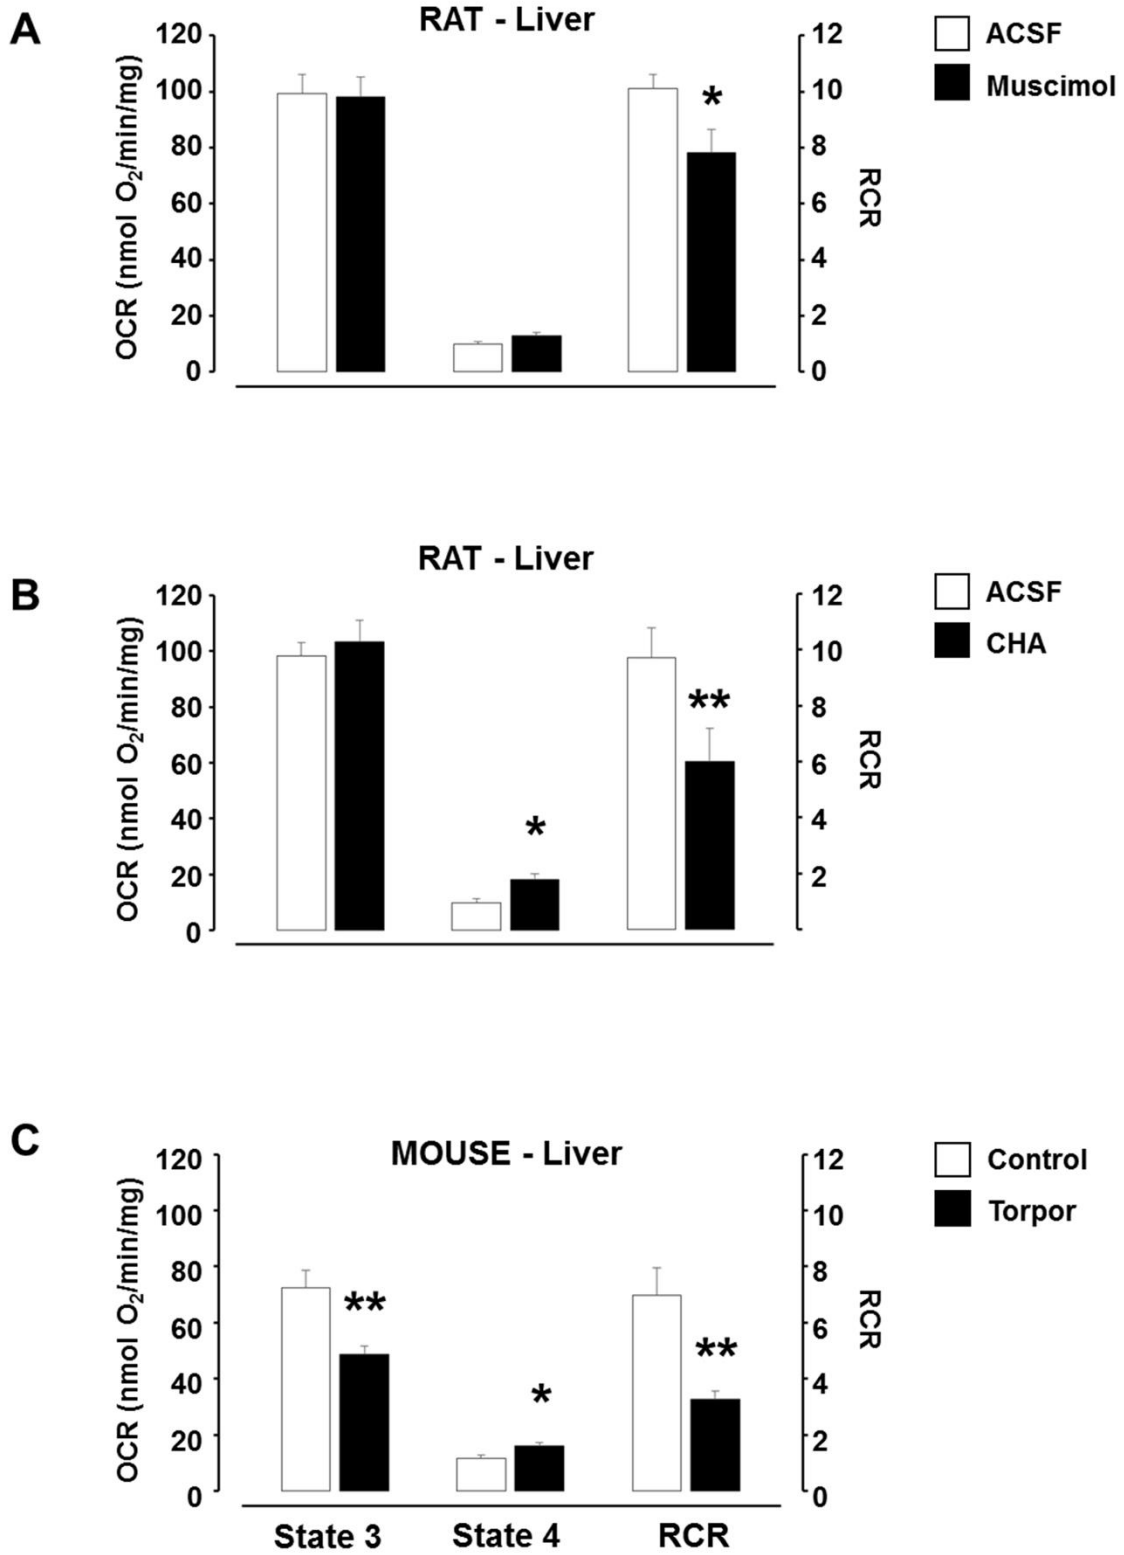 A
RAT - Liver
ACSF
Muscimol
120
100
80
60
40
20
0
OCR (nmol O₂/min/mg)
*
12
10
8
6
4
2
0
RCR
B
RAT - Liver
ACSF
CHA
120
100
80
60
40
20
0
OCR (nmol O₂/min/mg)
*
**
12
10
8
6
4
2
RCR
C
MOUSE - Liver
Control
Torpor
120
100
80
60
40
20
0
OCR (nmol O₂/min/mg)
**
*
**
12
10
8
6
4
2
0
RCR
State 3 State 4 RCR